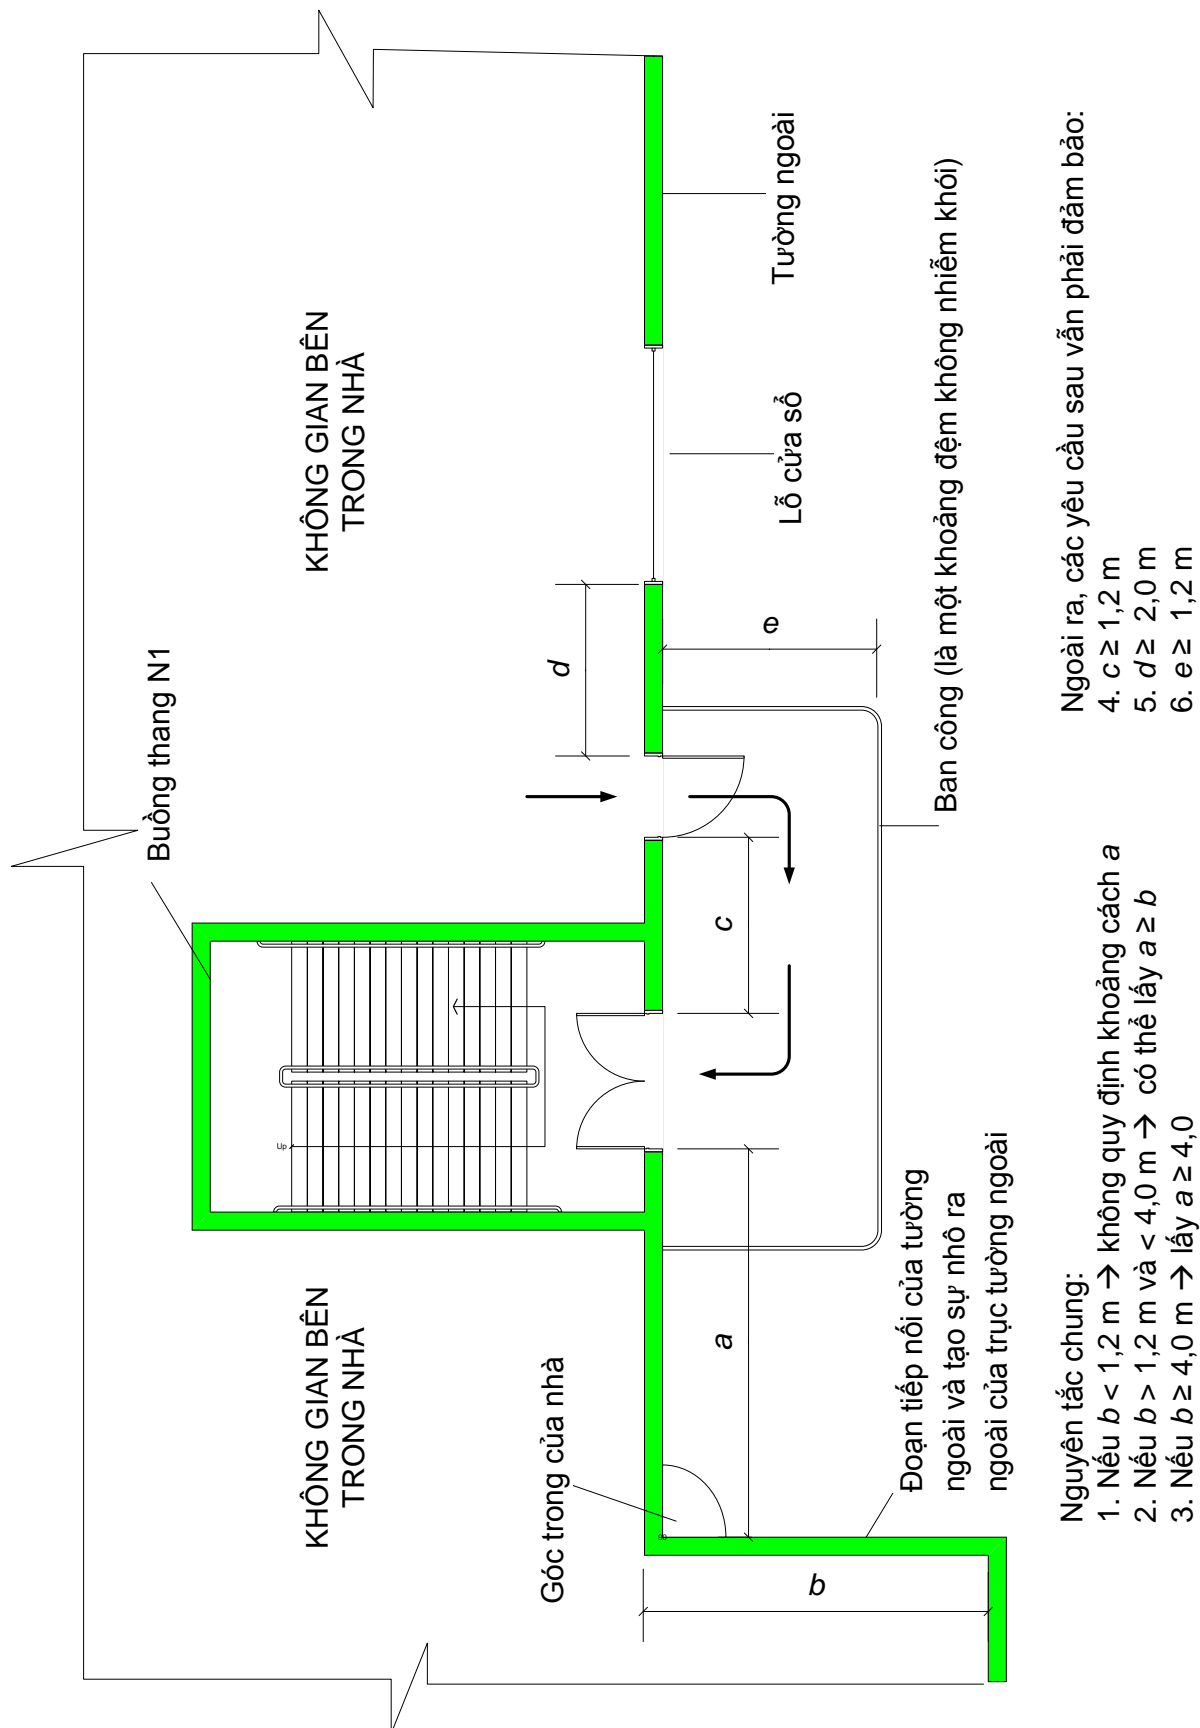 Buồng thang N1
KHÔNG GIAN BÊN
TRONG NHÀ
KHÔNG GIAN BÊN
TRONG NHÀ
Up
Góc trong của nhà
90
a
b
c
d
e
Đoạn tiếp nối của tường
ngoài và tạo sự nhô ra
ngoài của trục tường ngoài
Lỗ cửa sổ
Tường ngoài
Ban công (là một khoảng đệm không nhiễm khói)
Nguyên tắc chung:
1. Nếu b < 1,2 m → không quy định khoảng cách a
2. Nếu b > 1,2 m và < 4,0 m → có thể lấy a ≥ b
3. Nếu b ≥ 4,0 m → lấy a ≥ 4,0
Ngoài ra, các yêu cầu sau vẫn phải đảm bảo:
4. c ≥ 1,2 m
5. d ≥ 2,0 m
6. e ≥ 1,2 m